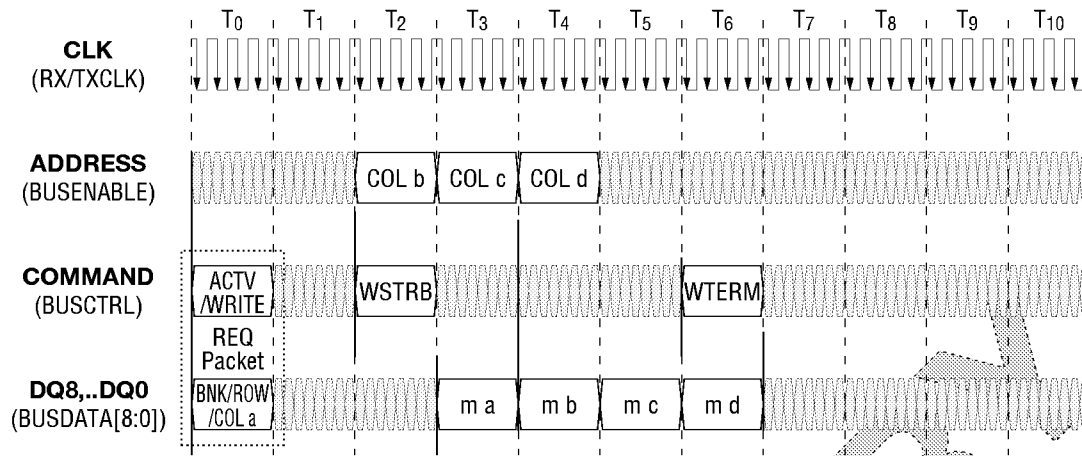 T0 T1 T2 T3 T4 T5 T6 T7 T8 T9 T10
CLK
(RX/TXCLK)
ADDRESS
(BUSENABLE)
COL b COL c COL d
COMMAND
(BUSCTRL)
ACTV
/WRITE
WSTRB
WTERM
REQ
Packet
DQ8,..DQ0
(BUSDATA[8:0])
BNK/ROW
/COL a
m a m b m c m d